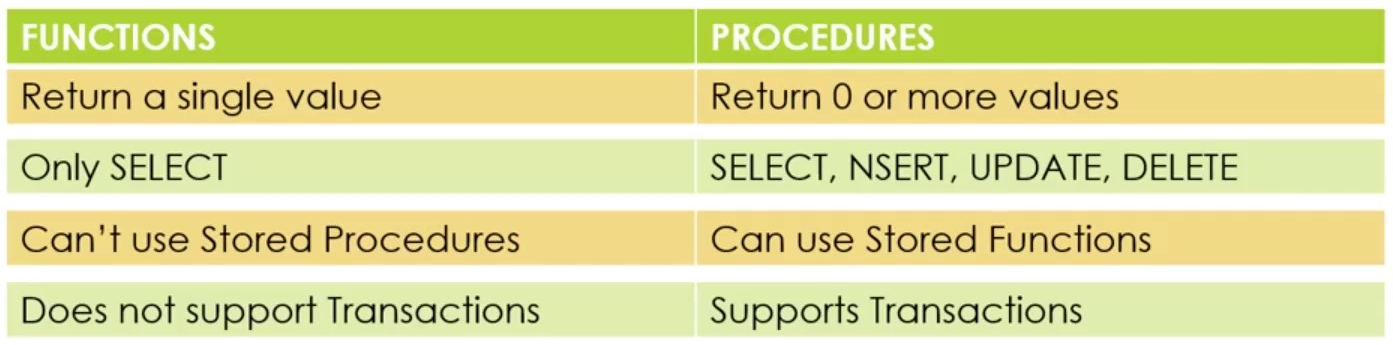 FUNCTIONS PROCEDURES
Return a single value Return 0 or more values
Only SELECT SELECT, NSERT, UPDATE, DELETE
Can't use Stored Procedures Can use Stored Functions
Does not support Transactions Supports Transactions